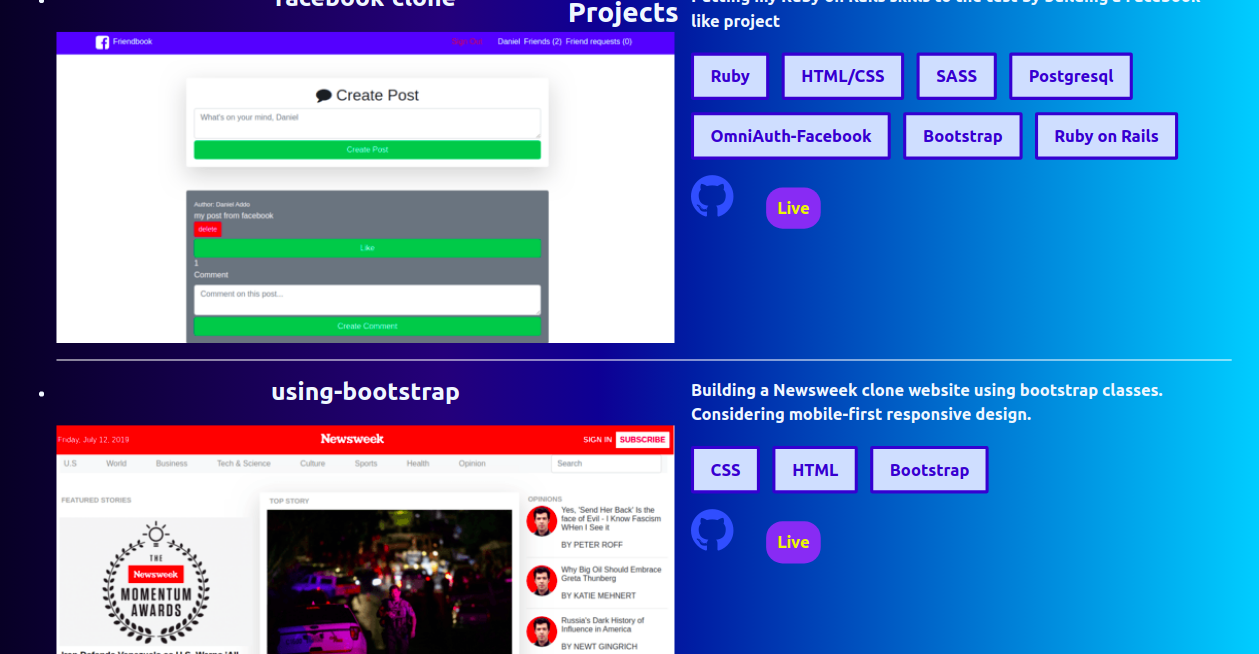 facebook-clone
Projects
Putting my Ruby on Rails skills to the test by building a Facebook
like project
Friendbook
Sign Out
Daniel
Friends (2)
Friend requests (0)
Create Post
What's on your mind, Daniel
Create Post
Author: Daniel Addo
my post from facebook
delete
Like
1
Comment
Comment on this post...
Create Comment
Ruby
HTML/CSS
SASS
Postgresql
OmniAuth-Facebook
Bootstrap
Ruby on Rails
Live
using-bootstrap
Friday, July 12, 2019
Newsweek
SIGN IN
SUBSCRIBE
U.S
World
Business
Tech & Science
Culture
Sports
Health
Opinion
Search
FEATURED STORIES
THE
Newsweek
MOMENTUM
AWARDS
TOP STORY
OPINIONS
Yes, 'Send Her Back' Is the
face of Evil - I Know Fascism
WHen I See it
BY PETER ROFF
Why Big Oil Should Embrace
Greta Thunberg
BY KATIE MEHNERT
Russia's Dark History of
Influence in America
BY NEWT GINGRICH
Building a Newsweek clone website using bootstrap classes.
Considering mobile-first responsive design.
CSS
HTML
Bootstrap
Live